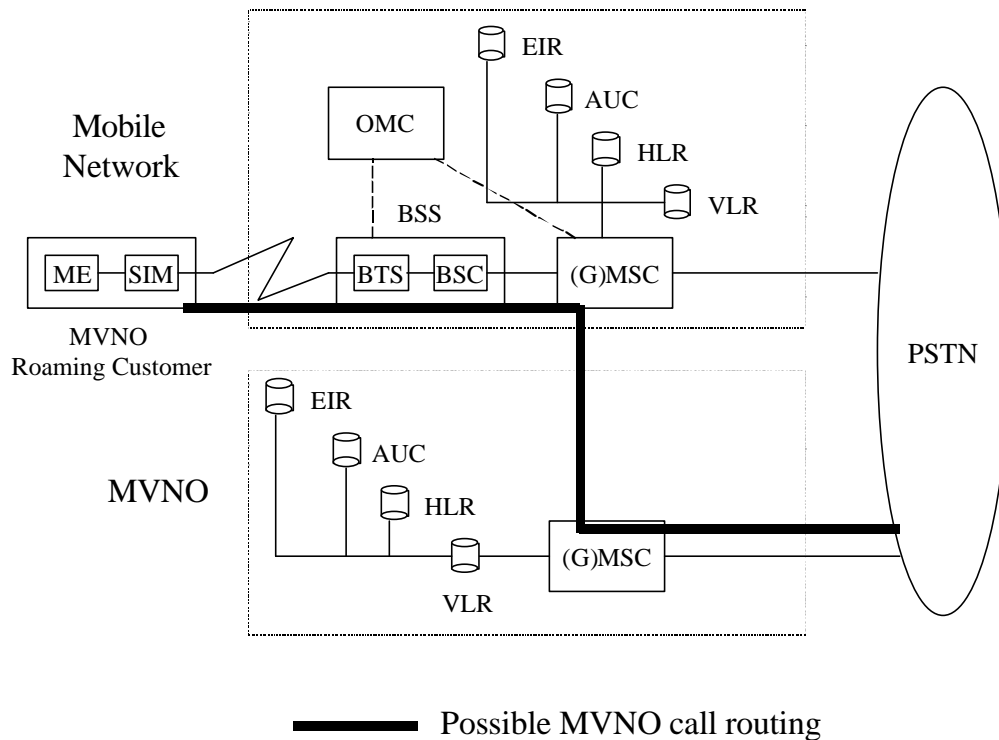 EIR
AUC
OMC
Mobile
Network
HLR
VLR
BSS
ME
SIM
BTS
BSC
(G)MSC
MVNO
Roaming Customer
PSTN
EIR
AUC
MVNO
HLR
(G)MSC
VLR
Possible MVNO call routing